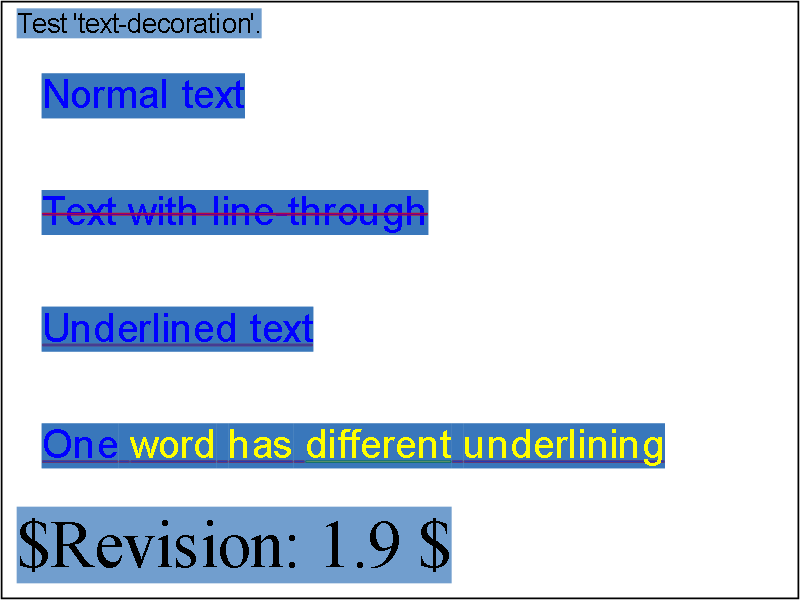 Test 'text-decoration'.
Normal text
Text with line-through
Underlined text
One word has different underlining
$Revision: 1.9 $